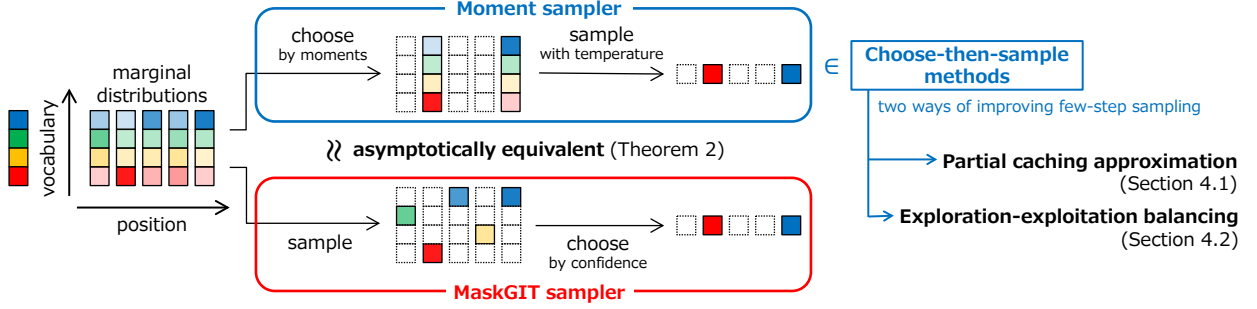 Moment sampler
choose
by moments
sample
with temperature
∈
Choose-then-sample
methods
two ways of improving few-step sampling
marginal
distributions
vocabulary
position
≈ asymptotically equivalent (Theorem 2)
Partial caching approximation
(Section 4.1)
Exploration-exploitation balancing
(Section 4.2)
sample
choose
by confidence
MaskGIT sampler